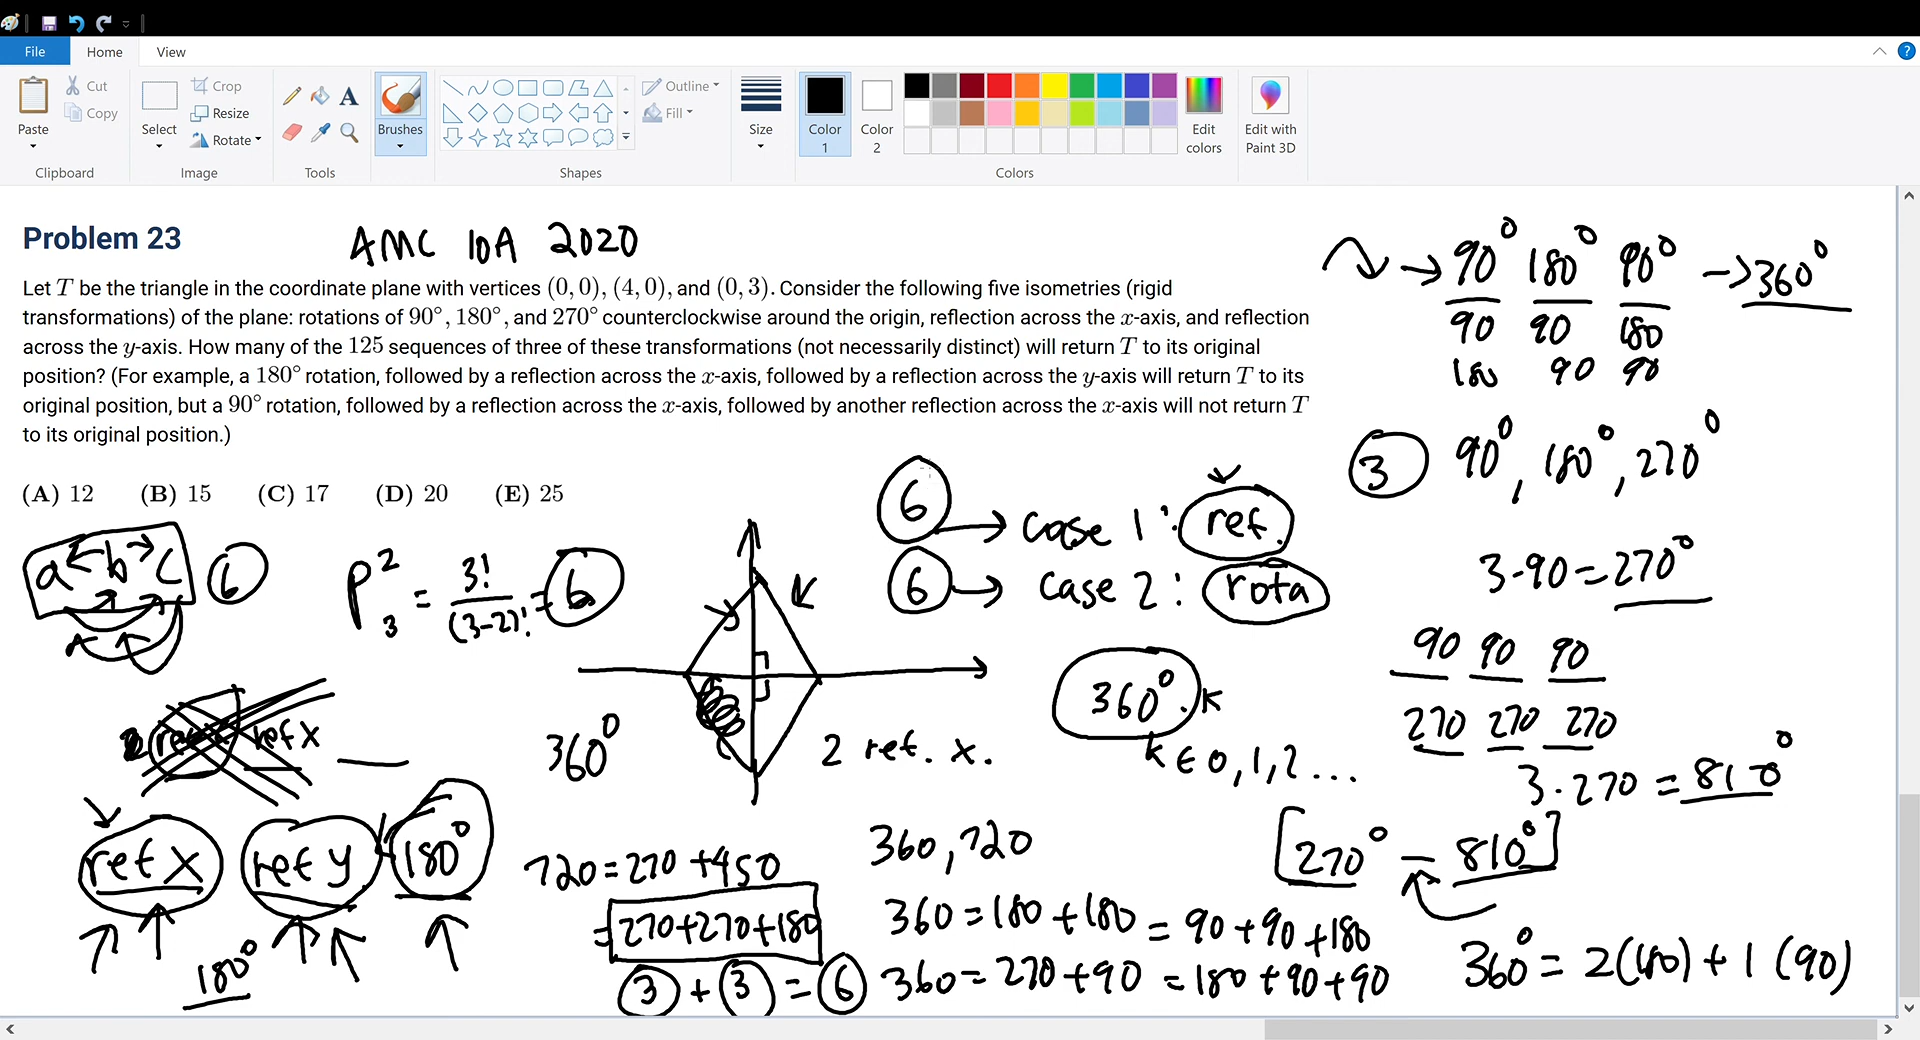 File Home View
Paste Cut Copy Clipboard
Select Crop Resize Rotate Image
Tools
Brushes
Outline Fill Shapes
Size
Color 1 Color 2 Edit colors Colors
Edit with Paint 3D
Problem 23 AMC 10A 2020
Let T be the triangle in the coordinate plane with vertices (0, 0), (4, 0), and (0, 3). Consider the following five isometries (rigid
transformations) of the plane: rotations of 90°, 180°, and 270° counterclockwise around the origin, reflection across the x-axis, and reflection
across the y-axis. How many of the 125 sequences of three of these transformations (not necessarily distinct) will return T to its original
position? (For example, a 180° rotation, followed by a reflection across the x-axis, followed by a reflection across the y-axis will return T to its
original position, but a 90° rotation, followed by a reflection across the x-axis, followed by another reflection across the x-axis will not return T
to its original position.)
(A) 12 (B) 15 (C) 17 (D) 20 (E) 25
90° 180° 90° → 360°
90 90 180
180 90 90
3 90°, 180°, 270°
3·90 = 270°
90 90 90
270 270 270
3·270 = 810°
[270° — 810°]
360° = 2(180) + 1(90)
6 → case 1: ref.
6 → case 2: rota
360°·k
k ∈ 0, 1, 2 ...
a b c 6
P 2 3 = 3! / (3-2)! = 6
ref x
360°
2 ref. x.
ref x ref y 180°
180°
720 = 270 + 450
= 270+270+180
3 + 3 = 6
360, 720
360 = 180 + 180 = 90 + 90 + 180
360 = 270 + 90 = 180 + 90 + 90